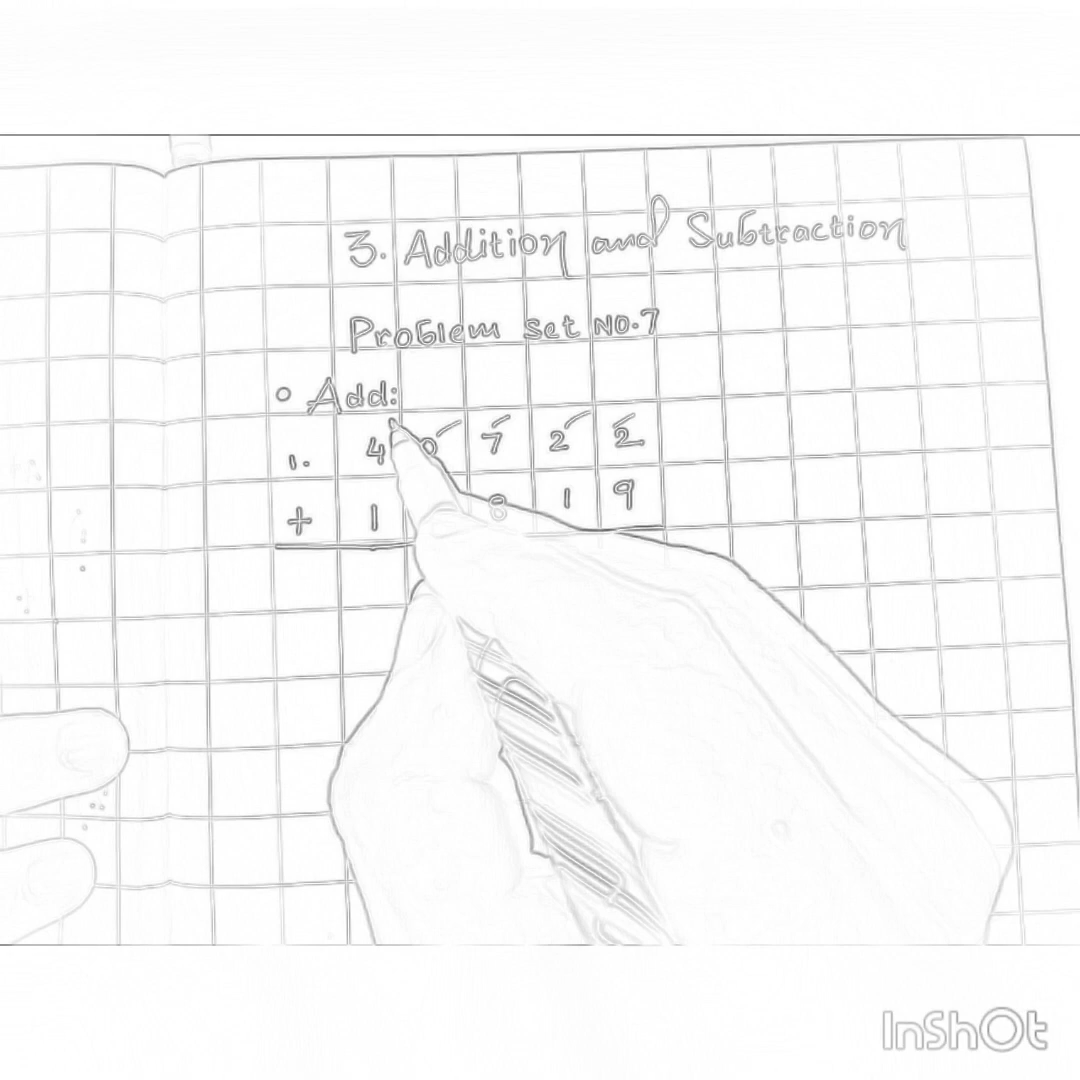 3. Addition and Subtraction
Problem set NO.7
Add:
1. 4 0 7 2 2
+ 1 8 1 9
InShOt